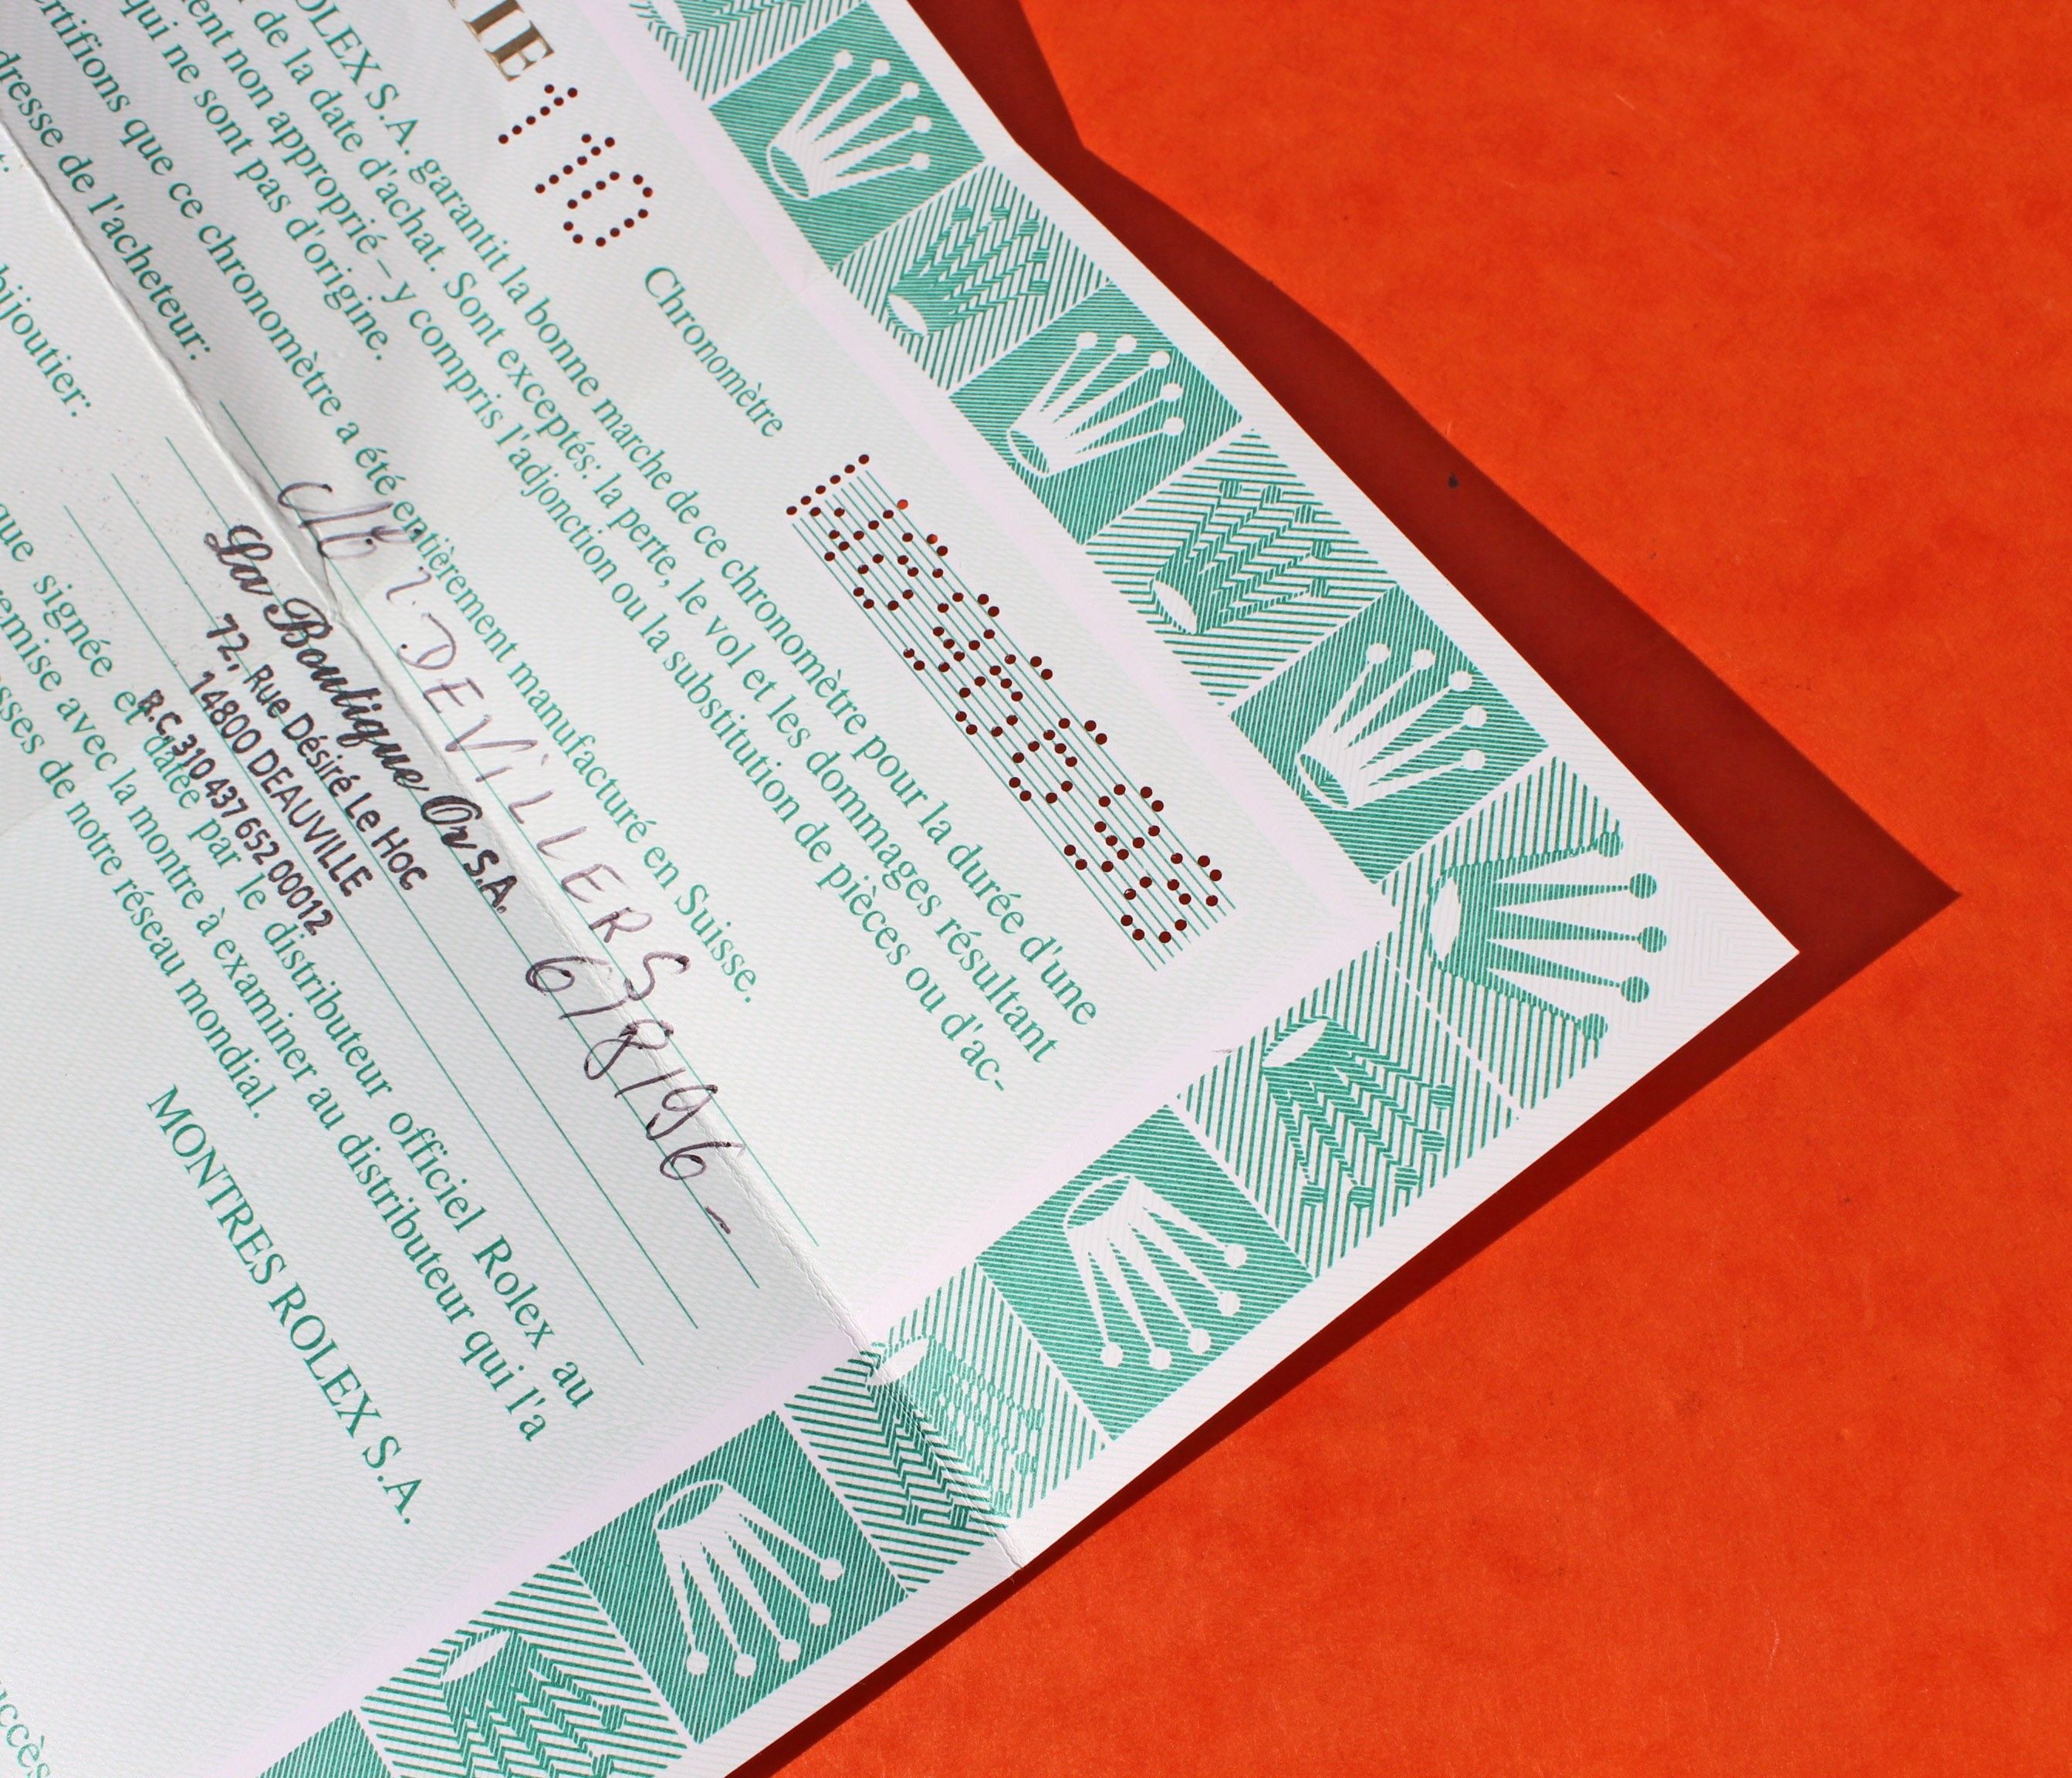 RIE
110
Chronomètre
OLEX S.A. garantit la bonne marche de ce chronomètre pour la durée d'une
de la date d'achat. Sont exceptés: la perte, le vol et les dommages résultant
ent non approprié – y compris l'adjonction ou la substitution de pièces ou d'ac-
qui ne sont pas d'origine.
ertifions que ce chronomètre a été entièrement manufacturé en Suisse.
dresse de l'acheteur:
DEVILLERS
bijoutier:
La Boutique Or S.A.
72, Rue Désiré Le Hoc
14800 DEAUVILLE
R.C. 310 437 652 00012
6/8/96 -
que signée et datée par le distributeur officiel Rolex au
remise avec la montre à examiner au distributeur qui l'a
sses de notre réseau mondial.
MONTRES ROLEX S.A.